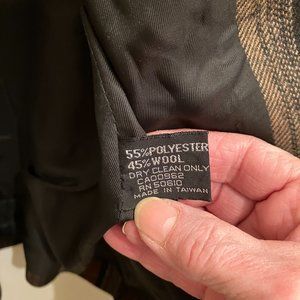 55% POLYESTER
45% WOOL
DRY CLEAN ONLY
CA00962
RN 50610
MADE IN TAIWAN